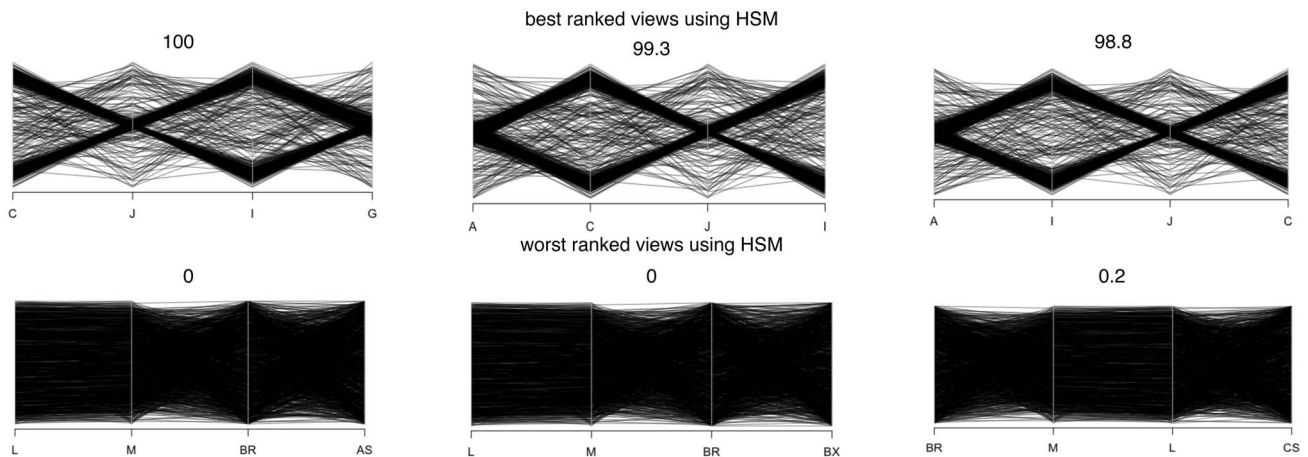 best ranked views using HSM
100
99.3
98.8
C J I G
A C J I
A I J C
worst ranked views using HSM
0
0
0.2
L M BR AS
L M BR BX
BR M L CS